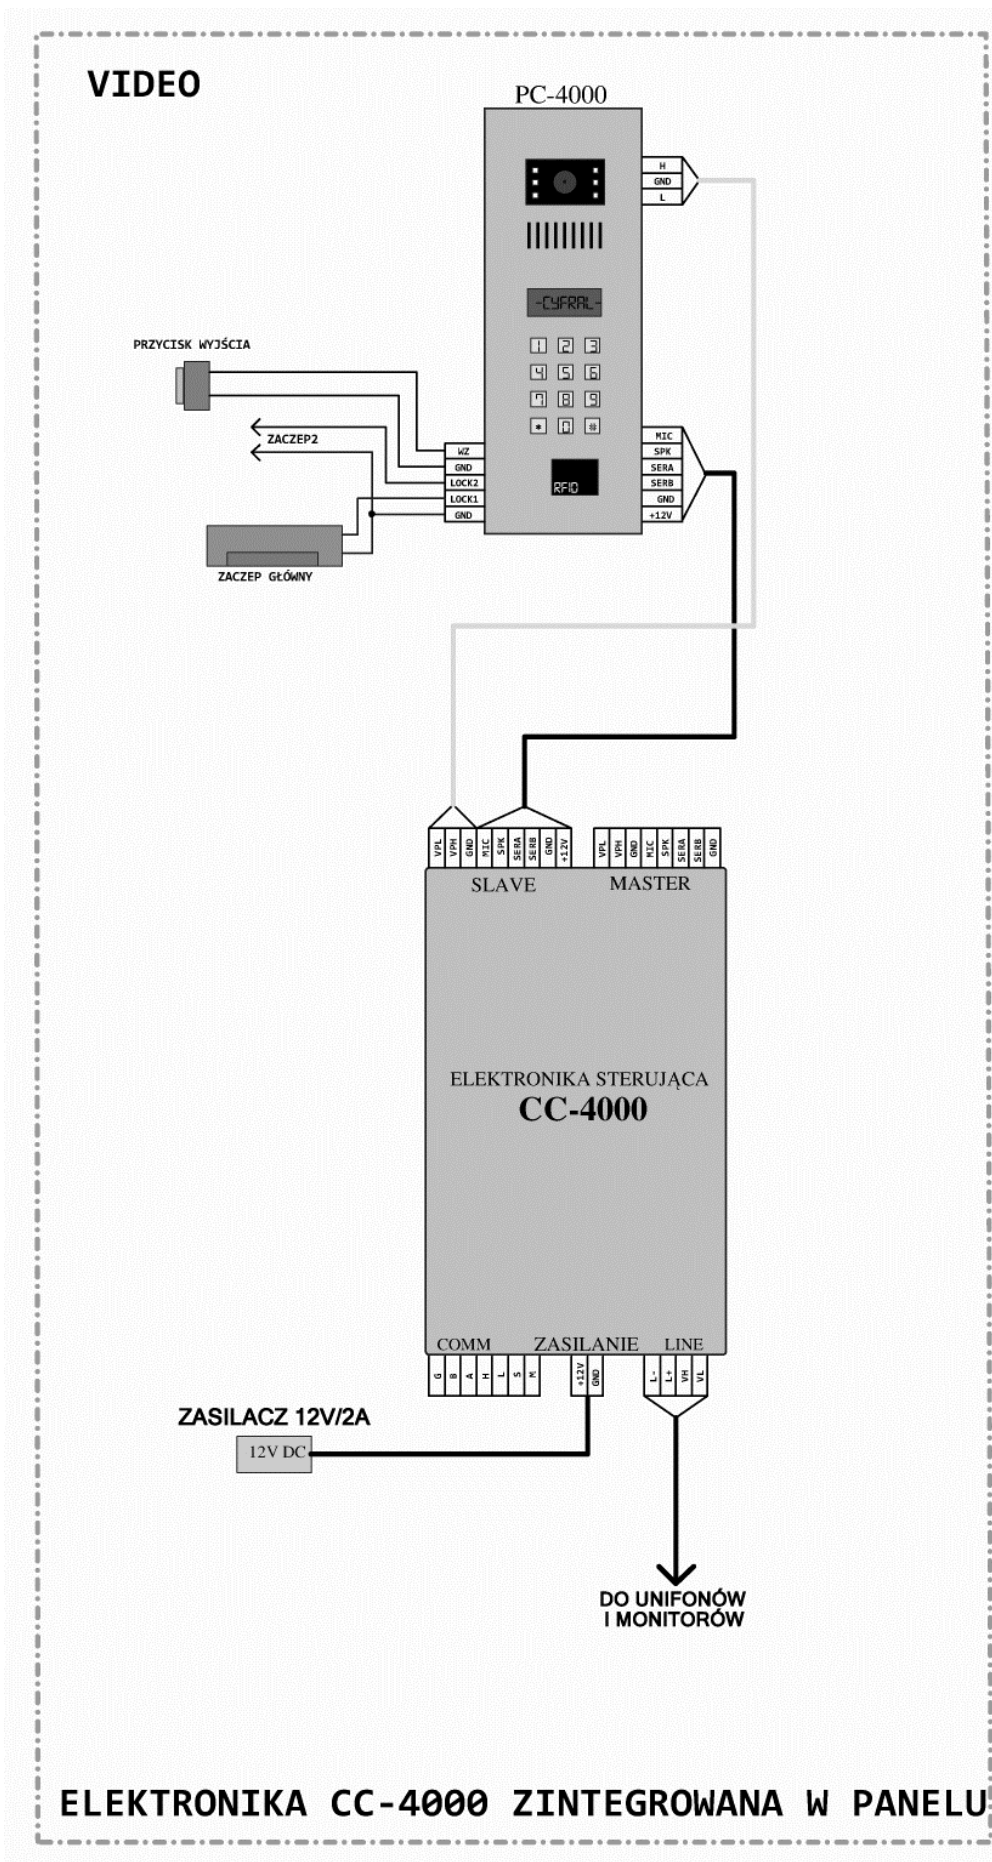 VIDEO
PC-4000
H
GND
L
-CYFRAL-
1 2 3
4 5 6
7 8 9
* 0 #
RFID
PRZYCISK WYJŚCIA
ZACZEP2
WZ
GND
LOCK2
LOCK1
GND
ZACZEP GŁÓWNY
MIC
SPK
SERA
SERB
GND
+12V
VPL VPH GND MIC SPK SERA SERB GND +12V
VPL VPH GND MIC SPK SERA SERB GND
SLAVE MASTER
ELEKTRONIKA STERUJĄCA
CC-4000
COMM ZASILANIE LINE
G B A H L S M
+12V GND
L- L+ VH VL
ZASILACZ 12V/2A
12V DC
DO UNIFONÓW
I MONITORÓW
ELEKTRONIKA CC-4000 ZINTEGROWANA W PANELU